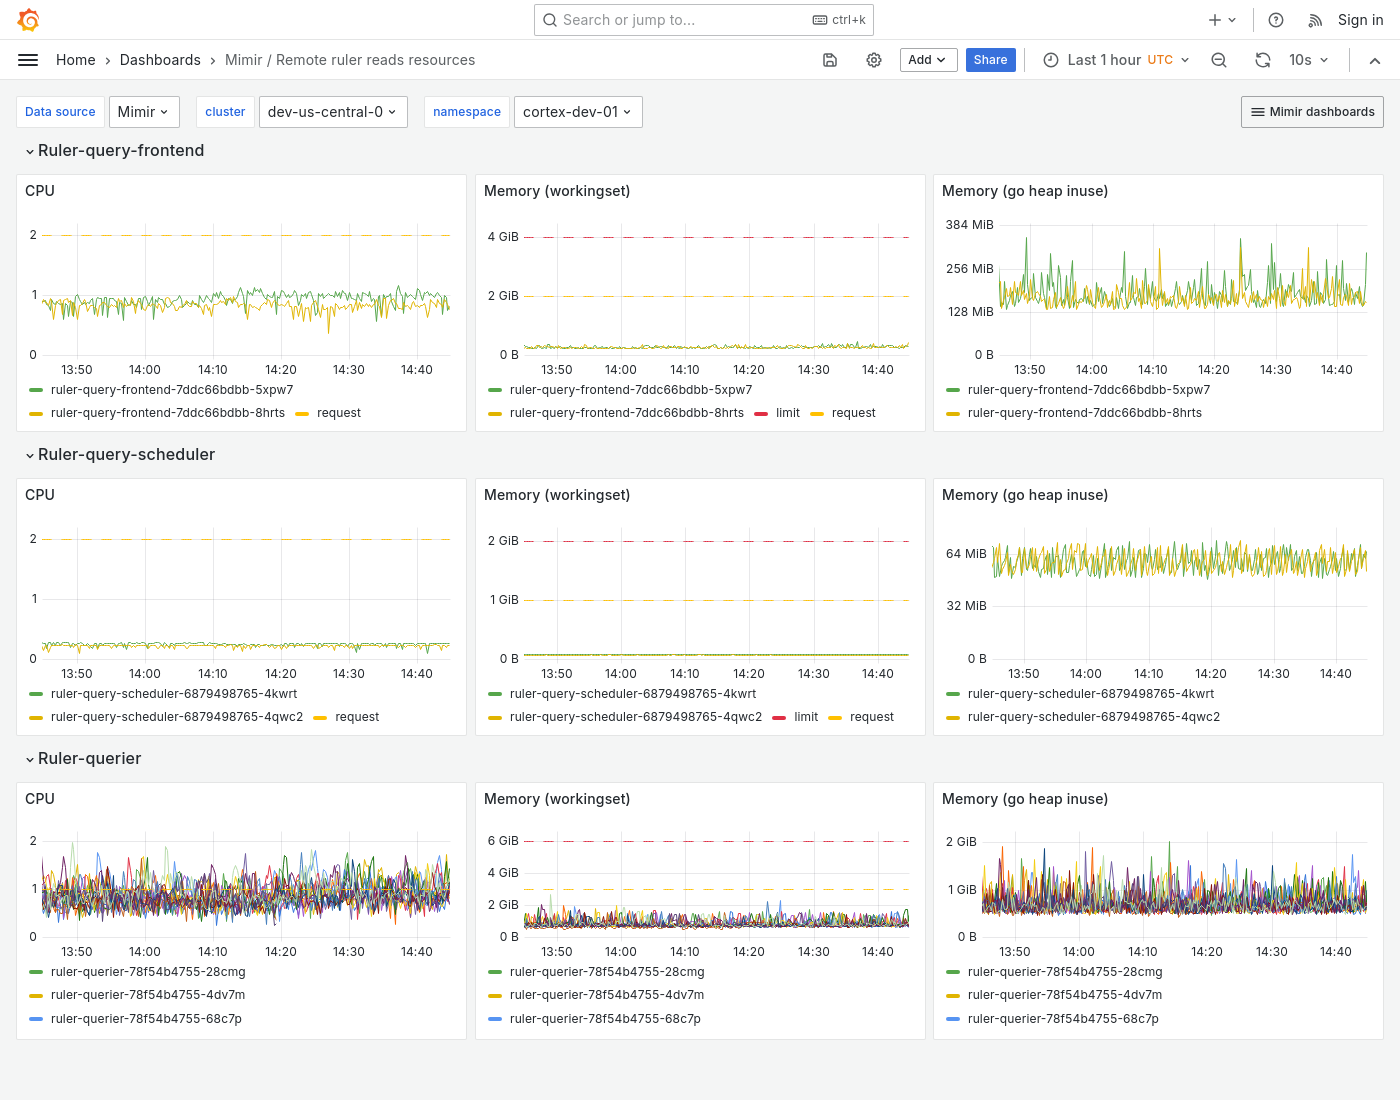 Search or jump to... ctrl+k Sign in
Home Dashboards Mimir / Remote ruler reads resources Add Share Last 1 hour UTC 10s
Data source Mimir cluster dev-us-central-0 namespace cortex-dev-01 Mimir dashboards
Ruler-query-frontend
CPU
2
1
0
13:50 14:00 14:10 14:20 14:30 14:40
ruler-query-frontend-7ddc66bdbb-5xpw7
ruler-query-frontend-7ddc66bdbb-8hrts request
Memory (workingset)
4 GiB
2 GiB
0 B
13:50 14:00 14:10 14:20 14:30 14:40
ruler-query-frontend-7ddc66bdbb-5xpw7
ruler-query-frontend-7ddc66bdbb-8hrts limit request
Memory (go heap inuse)
384 MiB
256 MiB
128 MiB
0 B
13:50 14:00 14:10 14:20 14:30 14:40
ruler-query-frontend-7ddc66bdbb-5xpw7
ruler-query-frontend-7ddc66bdbb-8hrts
Ruler-query-scheduler
CPU
2
1
0
13:50 14:00 14:10 14:20 14:30 14:40
ruler-query-scheduler-6879498765-4kwrt
ruler-query-scheduler-6879498765-4qwc2 request
Memory (workingset)
2 GiB
1 GiB
0 B
13:50 14:00 14:10 14:20 14:30 14:40
ruler-query-scheduler-6879498765-4kwrt
ruler-query-scheduler-6879498765-4qwc2 limit request
Memory (go heap inuse)
64 MiB
32 MiB
0 B
13:50 14:00 14:10 14:20 14:30 14:40
ruler-query-scheduler-6879498765-4kwrt
ruler-query-scheduler-6879498765-4qwc2
Ruler-querier
CPU
2
1
0
13:50 14:00 14:10 14:20 14:30 14:40
ruler-querier-78f54b4755-28cmg
ruler-querier-78f54b4755-4dv7m
ruler-querier-78f54b4755-68c7p
Memory (workingset)
6 GiB
4 GiB
2 GiB
0 B
13:50 14:00 14:10 14:20 14:30 14:40
ruler-querier-78f54b4755-28cmg
ruler-querier-78f54b4755-4dv7m
ruler-querier-78f54b4755-68c7p
Memory (go heap inuse)
2 GiB
1 GiB
0 B
13:50 14:00 14:10 14:20 14:30 14:40
ruler-querier-78f54b4755-28cmg
ruler-querier-78f54b4755-4dv7m
ruler-querier-78f54b4755-68c7p